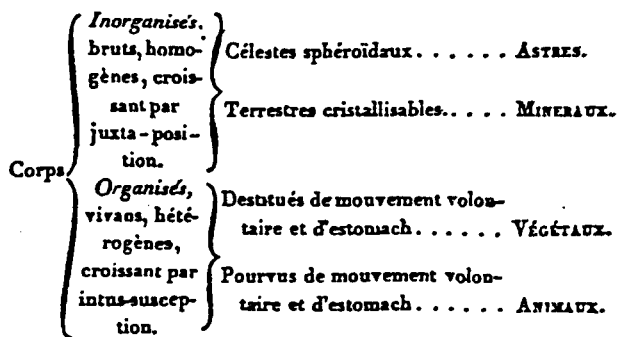 Inorganisés.
bruts, homo-
gènes, crois-
sant par
juxta-posi-
tion.
Célestes sphéroïdaux . . . . . . ASTRES.
Terrestres cristallisables. . . . . MINERAUX.
Corps
Organisés,
vivans, hété-
rogènes,
croissant par
intus-suscep-
tion.
Destitués de mouvement volon-
taire et d'estomach . . . . . . VÉGÉTAUX.
Pourvus de mouvement volon-
taire et d'estomach . . . . . . ANIMAUX.